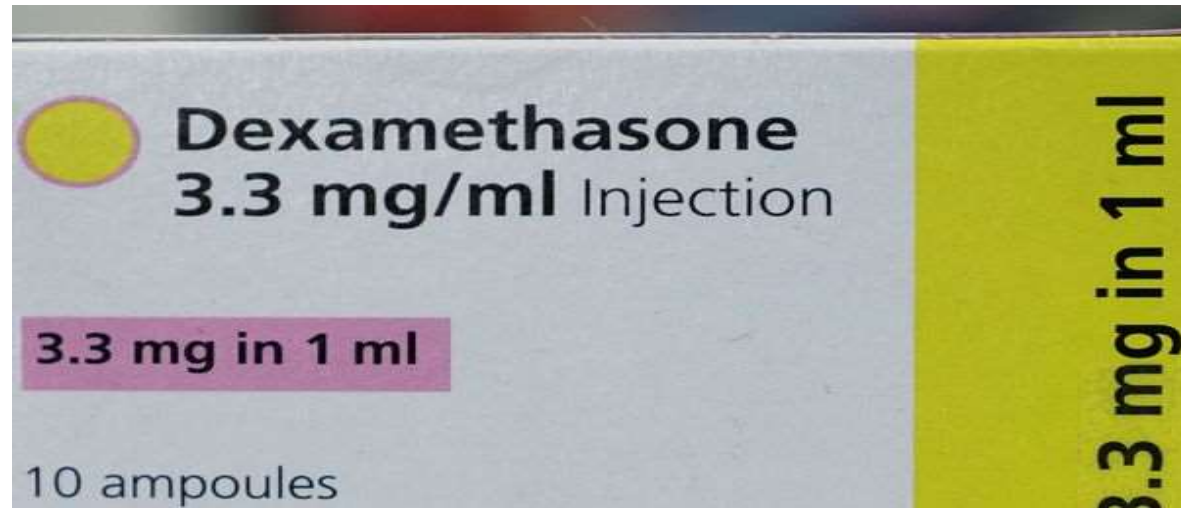 Dexamethasone
3.3 mg/ml Injection
3.3 mg in 1 ml
10 ampoules
3.3 mg in 1 ml